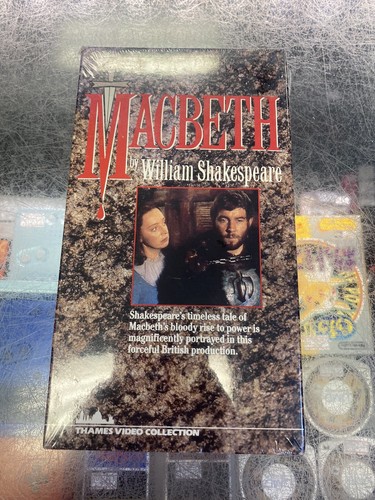 MACBETH
by William Shakespeare
Shakespeare's timeless tale of
Macbeth's bloody rise to power is
magnificently portrayed in this
forceful British production.
THAMES VIDEO COLLECTION